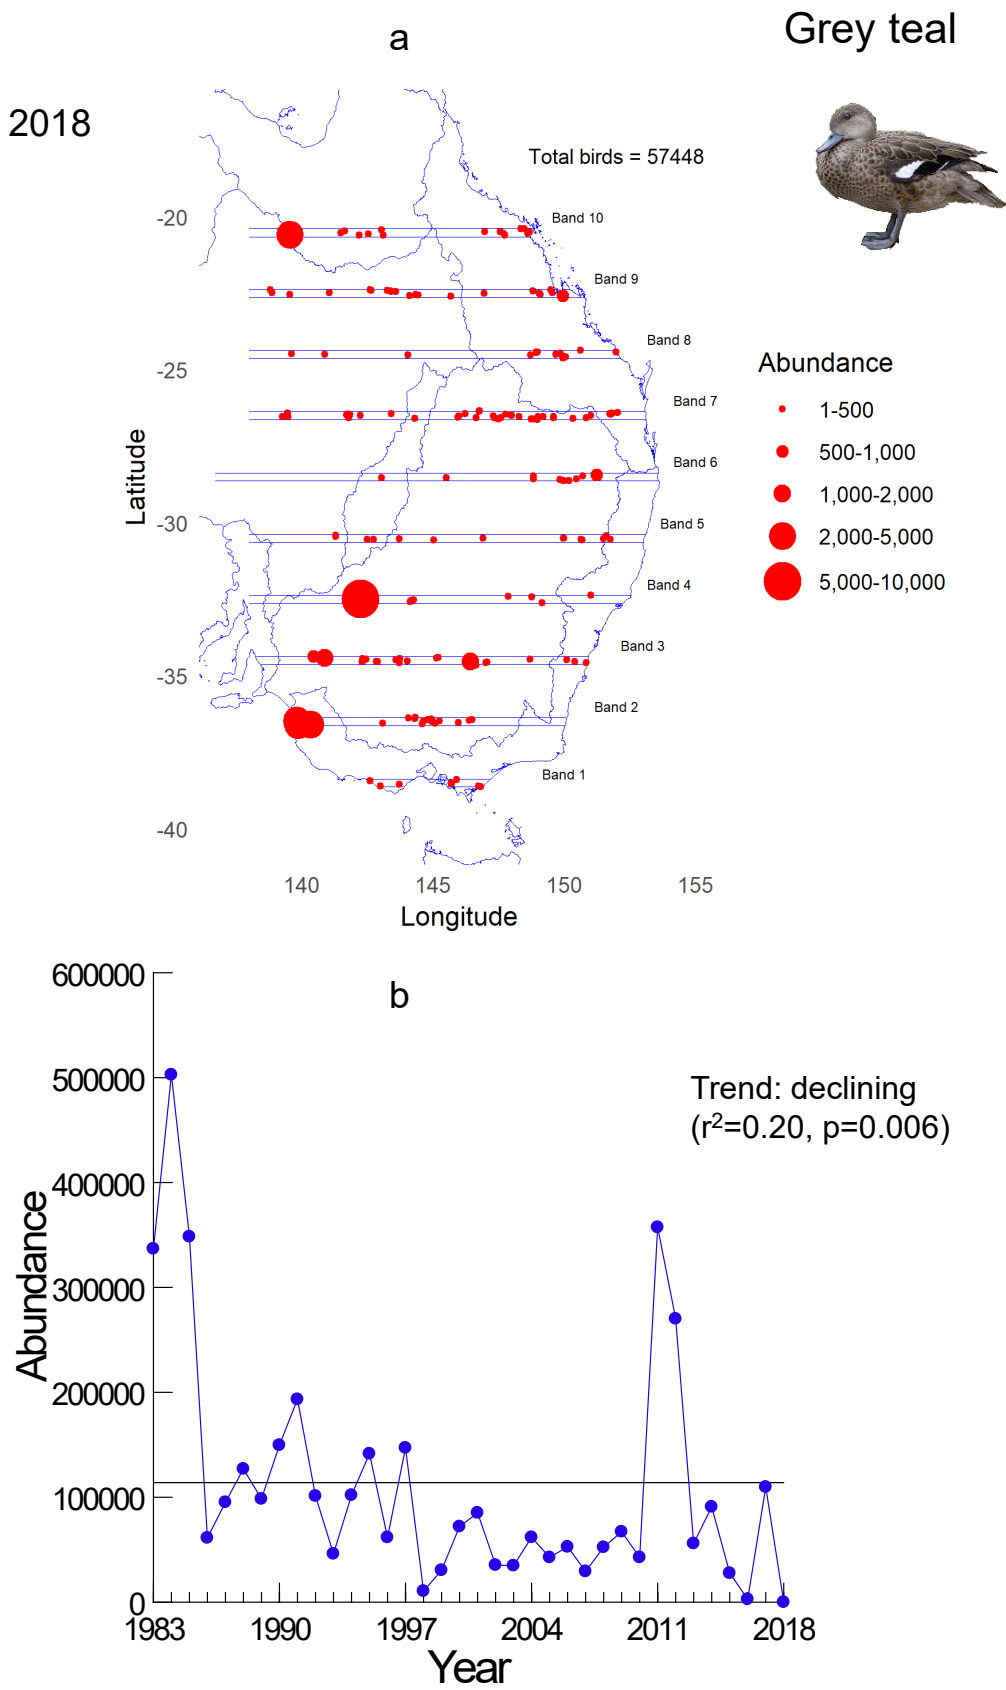 a
Grey teal
2018
Total birds = 57448
Band 10
Band 9
Band 8
Band 7
Band 6
Band 5
Band 4
Band 3
Band 2
Band 1
-20
-25
-30
-35
-40
Latitude
140 145 150 155
Longitude
Abundance
1-500
500-1,000
1,000-2,000
2,000-5,000
5,000-10,000
b
Trend: declining
(r²=0.20, p=0.006)
600000
500000
400000
300000
200000
100000
0
Abundance
1983 1990 1997 2004 2011 2018
Year